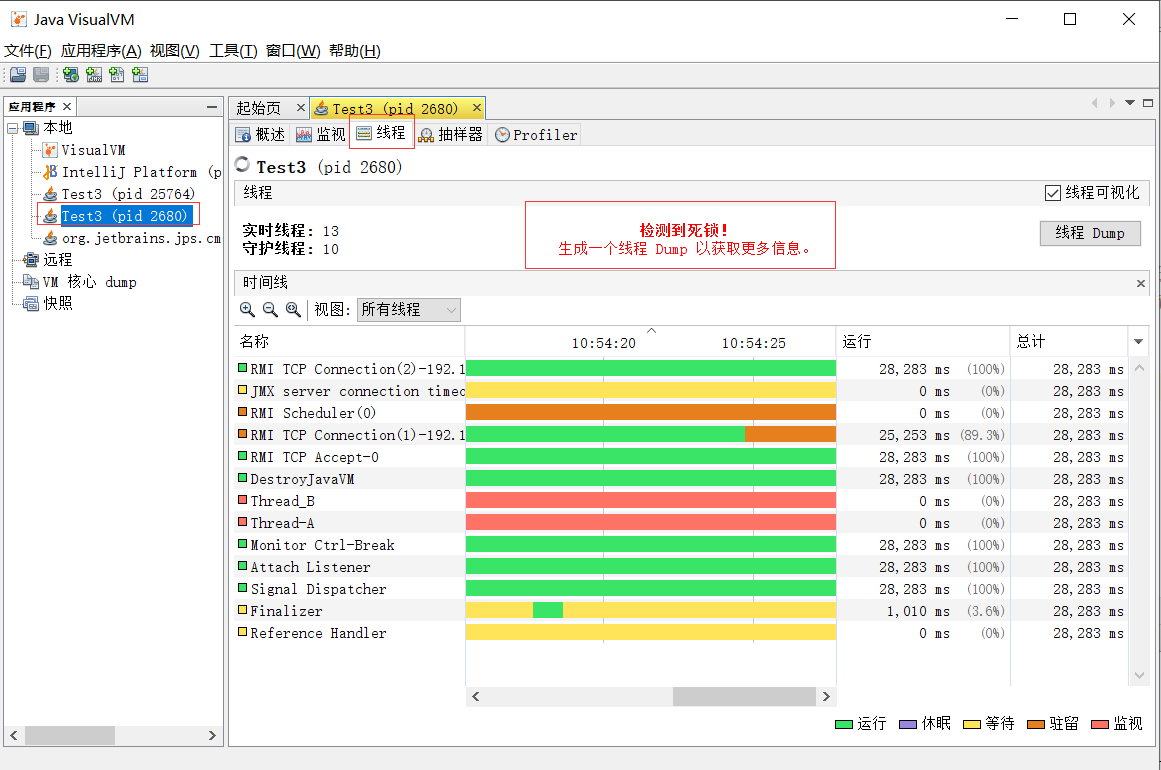 Java VisualVM
文件(F) 应用程序(A) 视图(V) 工具(T) 窗口(W) 帮助(H)
应用程序
本地
VisualVM
IntelliJ Platform (p
Test3 (pid 25764)
Test3 (pid 2680)
org.jetbrains.jps.cm
远程
VM 核心 dump
快照
起始页 Test3 (pid 2680)
概述 监视 线程 抽样器 Profiler
Test3 (pid 2680)
线程 线程可视化
实时线程: 13
守护线程: 10
检测到死锁!
生成一个线程 Dump 以获取更多信息。
线程 Dump
时间线
视图: 所有线程
名称 10:54:20 10:54:25 运行 总计
RMI TCP Connection(2)-192.1 28,283 ms (100%) 28,283 ms
JMX server connection timeo 0 ms (0%) 28,283 ms
RMI Scheduler(0) 0 ms (0%) 28,283 ms
RMI TCP Connection(1)-192.1 25,253 ms (89.3%) 28,283 ms
RMI TCP Accept-0 28,283 ms (100%) 28,283 ms
DestroyJavaVM 28,283 ms (100%) 28,283 ms
Thread_B 0 ms (0%) 28,283 ms
Thread-A 0 ms (0%) 28,283 ms
Monitor Ctrl-Break 28,283 ms (100%) 28,283 ms
Attach Listener 28,283 ms (100%) 28,283 ms
Signal Dispatcher 28,283 ms (100%) 28,283 ms
Finalizer 1,010 ms (3.6%) 28,283 ms
Reference Handler 0 ms (0%) 28,283 ms
运行 休眠 等待 驻留 监视